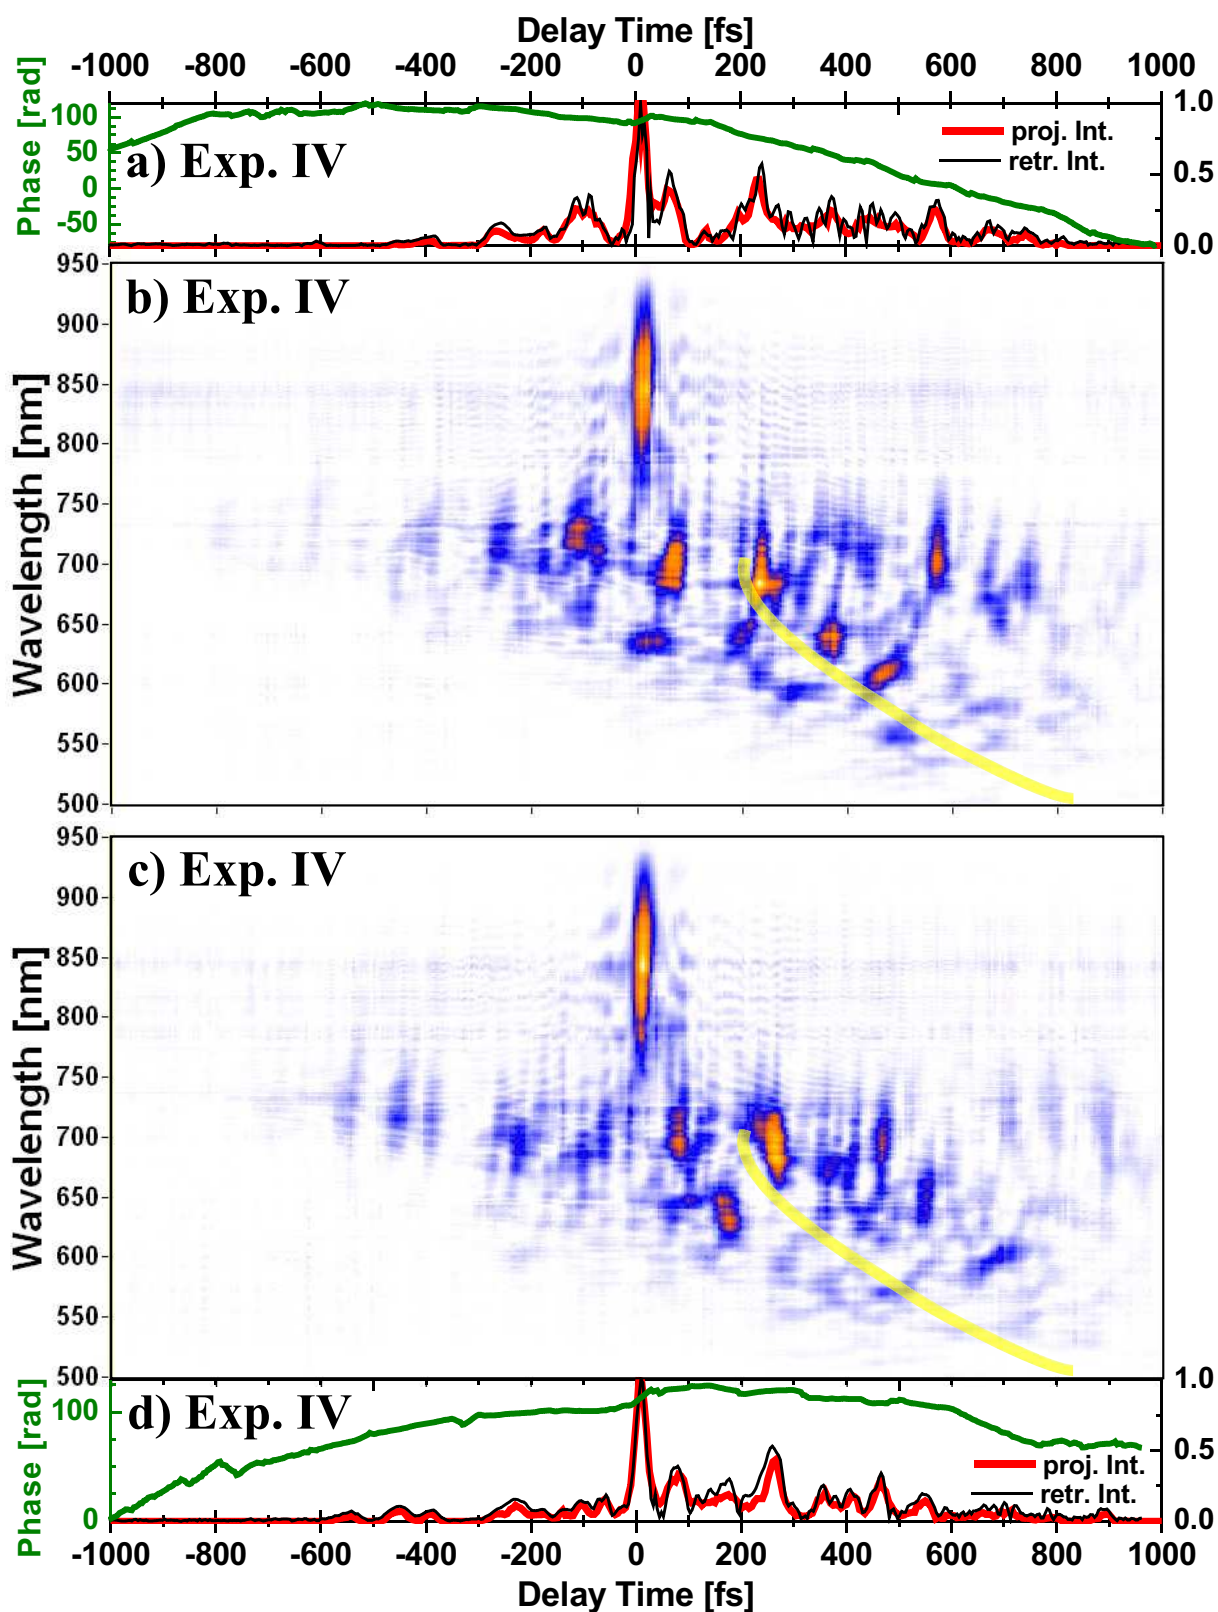 Delay Time [fs]
-1000 -800 -600 -400 -200 0 200 400 600 800 1000
Phase [rad]
100
50
0
-50
a) Exp. IV
proj. Int.
retr. Int.
1.0
0.5
0.0
b) Exp. IV
Wavelength [nm]
950
900
850
800
750
700
650
600
550
500
c) Exp. IV
Wavelength [nm]
950
900
850
800
750
700
650
600
550
500
d) Exp. IV
Phase [rad]
100
0
proj. Int.
retr. Int.
1.0
0.5
0.0
-1000 -800 -600 -400 -200 0 200 400 600 800 1000
Delay Time [fs]